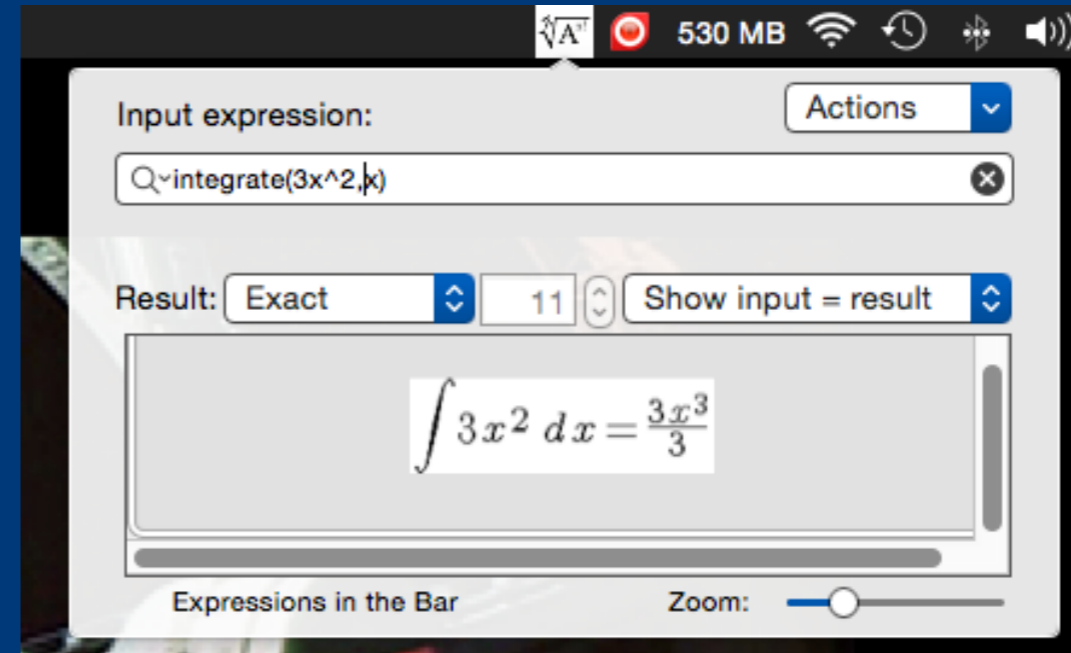 530 MB
Input expression:
Actions
integrate(3x^2,x)
Result: Exact 11 Show input = result
∫ 3x² dx = 3x³/3
Expressions in the Bar Zoom: